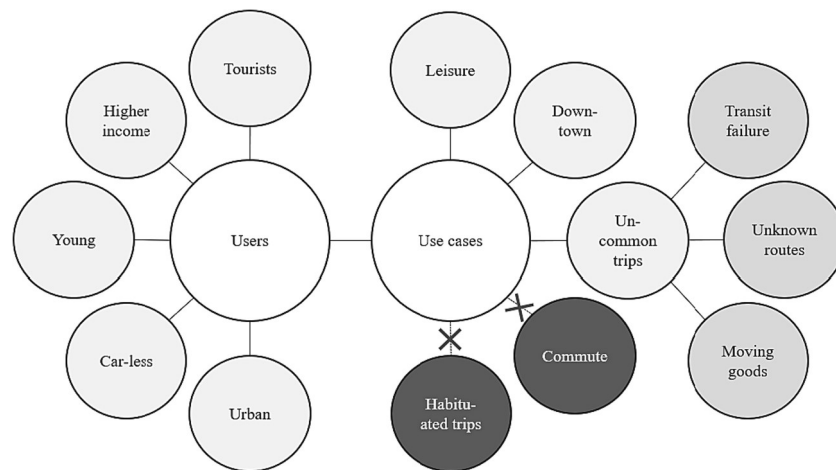 Tourists
Higher
income
Young
Users
Car-less
Urban
Leisure
Down-
town
Use cases
Un-
common
trips
Transit
failure
Unknown
routes
Moving
goods
Commute
Habitu-
ated trips